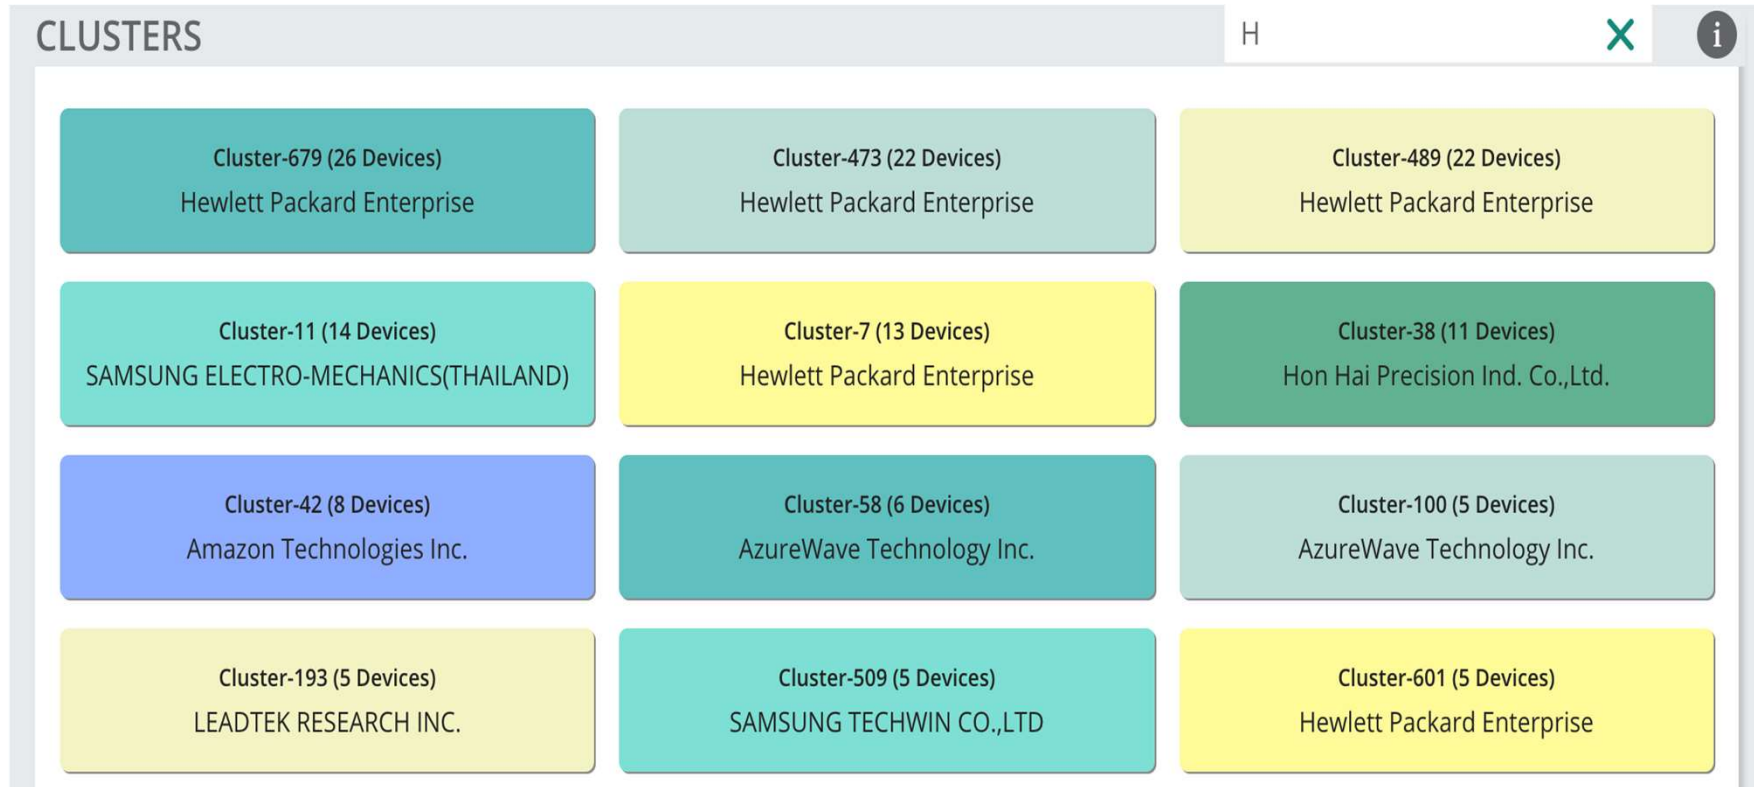 CLUSTERS
H
i
Cluster-679 (26 Devices)
Hewlett Packard Enterprise
Cluster-473 (22 Devices)
Hewlett Packard Enterprise
Cluster-489 (22 Devices)
Hewlett Packard Enterprise
Cluster-11 (14 Devices)
SAMSUNG ELECTRO-MECHANICS(THAILAND)
Cluster-7 (13 Devices)
Hewlett Packard Enterprise
Cluster-38 (11 Devices)
Hon Hai Precision Ind. Co.,Ltd.
Cluster-42 (8 Devices)
Amazon Technologies Inc.
Cluster-58 (6 Devices)
AzureWave Technology Inc.
Cluster-100 (5 Devices)
AzureWave Technology Inc.
Cluster-193 (5 Devices)
LEADTEK RESEARCH INC.
Cluster-509 (5 Devices)
SAMSUNG TECHWIN CO.,LTD
Cluster-601 (5 Devices)
Hewlett Packard Enterprise